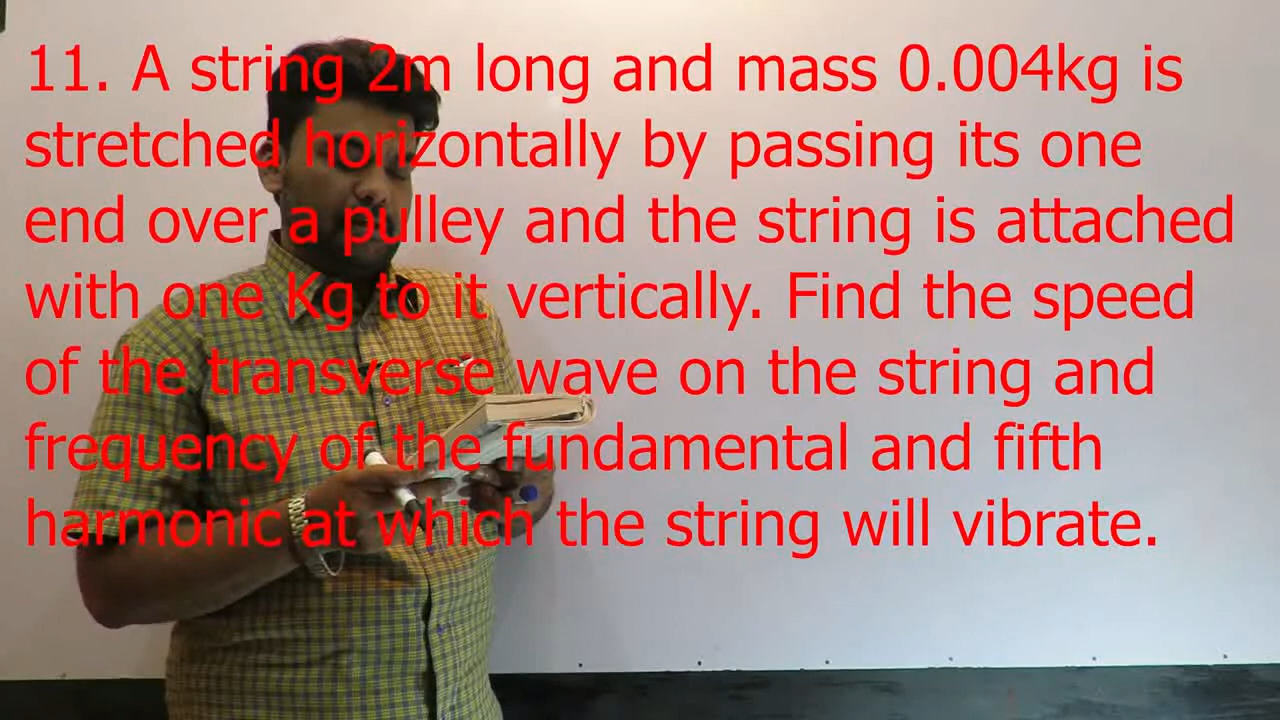 11. A string 2m long and mass 0.004kg is
stretched horizontally by passing its one
end over a pulley and the string is attached
with one Kg to it vertically. Find the speed
of the transverse wave on the string and
frequency of the fundamental and fifth
harmonic at which the string will vibrate.